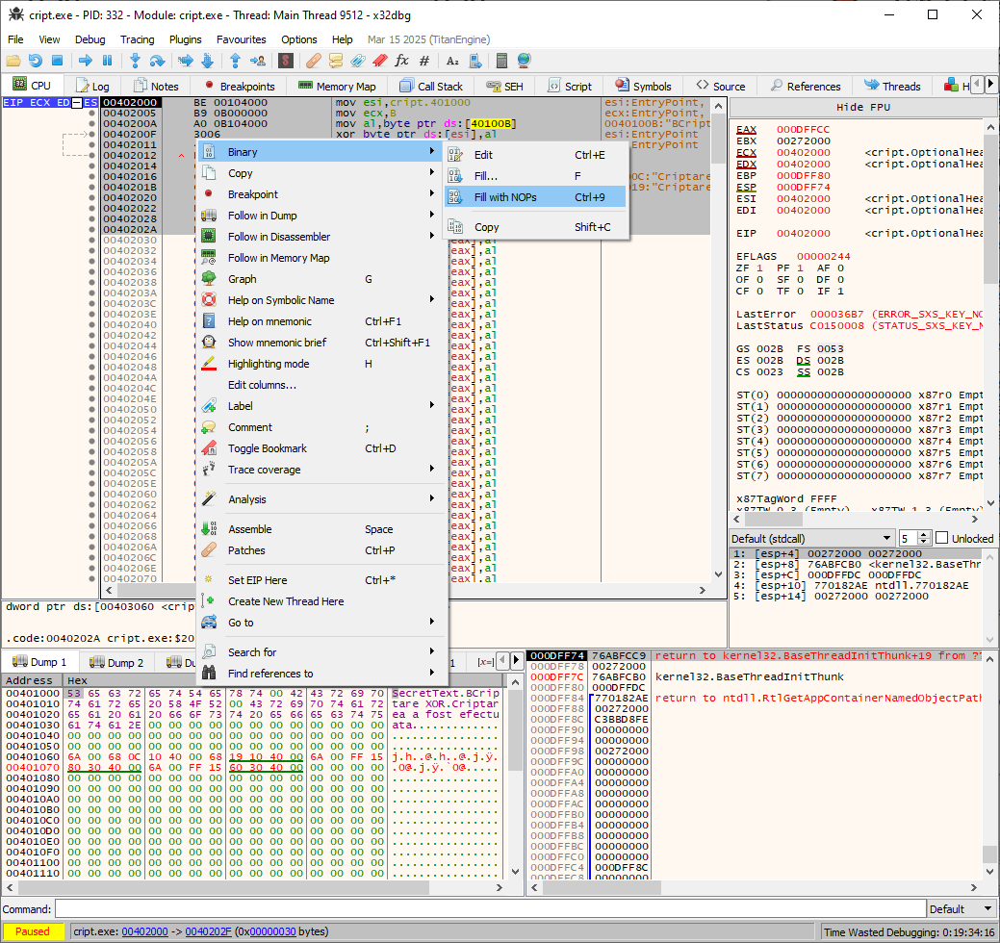 cript.exe - PID: 332 - Module: cript.exe - Thread: Main Thread 9512 - x32dbg
File View Debug Tracing Plugins Favourites Options Help Mar 15 2025 (TitanEngine)
CPU Log Notes Breakpoints Memory Map Call Stack SEH Script Symbols Source References Threads H
EIP ECX ED ES 00402000 BE 00104000 mov esi,cript.401000 esi:EntryPoint,
00402005 B9 0B000000 mov ecx,B ecx:EntryPoint,
0040200A A0 0B104000 mov al,byte ptr ds:[40100B] 0040100B:"BCript
0040200F 3006 xor byte ptr ds:[esi],al esi:EntryPoint
00402011 EntryPoint
00402012
00402014
00402016 0C:"Criptare
0040201B 19:"Criptare
00402020
00402022
00402028
0040202A
00402030 eax],al
00402032 eax],al
00402034 eax],al
00402036 eax],al
00402038 eax],al
0040203A eax],al
0040203C eax],al
0040203E eax],al
00402040 eax],al
00402042 eax],al
00402044 eax],al
00402046 eax],al
00402048 eax],al
0040204A eax],al
0040204C eax],al
0040204E eax],al
00402050 eax],al
00402052 eax],al
00402054 eax],al
00402056 eax],al
00402058 eax],al
0040205A eax],al
0040205C eax],al
0040205E eax],al
00402060 eax],al
00402062 eax],al
00402064 eax],al
00402066 eax],al
00402068 eax],al
0040206A eax],al
0040206C eax],al
0040206E eax],al
00402070 eax],al
Binary
Copy
Breakpoint
Follow in Dump
Follow in Disassembler
Follow in Memory Map
Graph G
Help on Symbolic Name
Help on mnemonic Ctrl+F1
Show mnemonic brief Ctrl+Shift+F1
Highlighting mode H
Edit columns...
Label
Comment ;
Toggle Bookmark Ctrl+D
Trace coverage
Analysis
Assemble Space
Patches Ctrl+P
Set EIP Here Ctrl+*
Create New Thread Here
Go to
Search for
Find references to
Edit Ctrl+E
Fill... F
Fill with NOPs Ctrl+9
Copy Shift+C
Hide FPU
EAX 000DFFCC
EBX 00272000
ECX 00402000 <cript.OptionalHea
EDX 00402000 <cript.OptionalHea
EBP 000DFF80
ESP 000DFF74
ESI 00402000 <cript.OptionalHea
EDI 00402000 <cript.OptionalHea
EIP 00402000 <cript.OptionalHea
EFLAGS 00000244
ZF 1 PF 1 AF 0
OF 0 SF 0 DF 0
CF 0 TF 0 IF 1
LastError 000036B7 (ERROR_SXS_KEY_NO
LastStatus C0150008 (STATUS_SXS_KEY_N
GS 002B FS 0053
ES 002B DS 002B
CS 0023 SS 002B
ST(0) 00000000000000000000 x87r0 Empt
ST(1) 00000000000000000000 x87r1 Empt
ST(2) 00000000000000000000 x87r2 Empt
ST(3) 00000000000000000000 x87r3 Empt
ST(4) 00000000000000000000 x87r4 Empt
ST(5) 00000000000000000000 x87r5 Empt
ST(6) 00000000000000000000 x87r6 Empt
ST(7) 00000000000000000000 x87r7 Empt
x87TagWord FFFF
Default (stdcall) 5 Unlocked
1: [esp+4] 00272000 00272000
2: [esp+8] 76ABFCB0 <kernel32.BaseThr
3: [esp+C] 000DFFDC 000DFFDC
4: [esp+10] 770182AE ntdll.770182AE
5: [esp+14] 00272000 00272000
dword ptr ds:[00403060 <cript
.code:0040202A cript.exe:$20
Dump 1 Dump 2 Du 1 [x=]
Address Hex
00401000 53 65 63 72 65 74 54 65 78 74 00 42 43 72 69 70 SecretText.BCrip
00401010 74 61 72 65 20 58 4F 52 00 43 72 69 70 74 61 72 tare XOR.Criptar
00401020 65 61 20 61 20 66 6F 73 74 20 65 66 65 63 74 75 ea a fost efectu
00401030 61 74 61 2E 00 00 00 00 00 00 00 00 00 00 00 00 ata............
00401040 00 00 00 00 00 00 00 00 00 00 00 00 00 00 00 00 ................
00401050 00 00 00 00 00 00 00 00 00 00 00 00 00 00 00 00 ................
00401060 6A 00 68 0C 10 40 00 68 19 10 40 00 6A 00 FF 15 j.h..@.h..@.j.ÿ.
00401070 80 30 40 00 6A 00 FF 15 60 30 40 00 00 00 00 00 .0@.j.ÿ.`0@.....
00401080 00 00 00 00 00 00 00 00 00 00 00 00 00 00 00 00 ................
00401090 00 00 00 00 00 00 00 00 00 00 00 00 00 00 00 00 ................
004010A0 00 00 00 00 00 00 00 00 00 00 00 00 00 00 00 00 ................
004010B0 00 00 00 00 00 00 00 00 00 00 00 00 00 00 00 00 ................
004010C0 00 00 00 00 00 00 00 00 00 00 00 00 00 00 00 00 ................
004010D0 00 00 00 00 00 00 00 00 00 00 00 00 00 00 00 00 ................
004010E0 00 00 00 00 00 00 00 00 00 00 00 00 00 00 00 00 ................
004010F0 00 00 00 00 00 00 00 00 00 00 00 00 00 00 00 00 ................
00401100 00 00 00 00 00 00 00 00 00 00 00 00 00 00 00 00 ................
00401110 00 00 00 00 00 00 00 00 00 00 00 00 00 00 00 00 ................
000DFF74 76ABFCC9 return to kernel32.BaseThreadInitThunk+19 from ??
000DFF78 00272000
000DFF7C 76ABFCB0 kernel32.BaseThreadInitThunk
000DFF80 000DFFDC
000DFF84 770182AE return to ntdll.RtlGetAppContainerNamedObjectPath
000DFF88 00272000
000DFF8C C3BBD8FE
000DFF90 00000000
000DFF94 00000000
000DFF98 00272000
000DFF9C 00000000
000DFFA0 00000000
000DFFA4 00000000
000DFFA8 00000000
000DFFAC 00000000
000DFFB0 00000000
000DFFB4 00000000
000DFFB8 00000000
000DFFBC 00000000
000DFFC0 00000000
000DFFC4 000DFF8C
000DFFC8 00000000
Command: Default
Paused cript.exe: 00402000 -> 0040202F (0x00000030 bytes) Time Wasted Debugging: 0:19:34:16